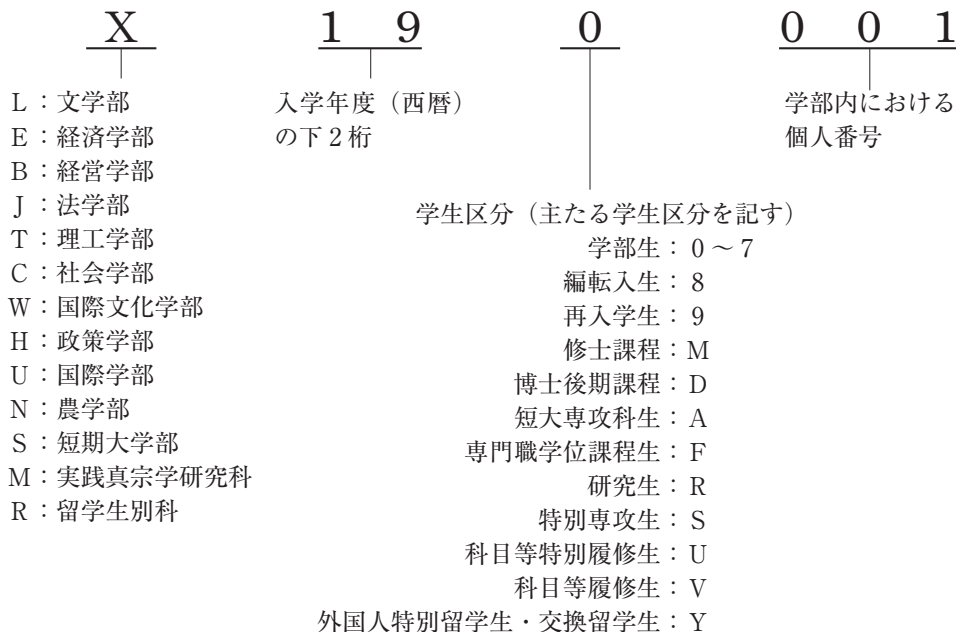 X 19 0 001
L：文学部
E：経済学部
B：経営学部
J：法学部
T：理工学部
C：社会学部
W：国際文化学部
H：政策学部
U：国際学部
N：農学部
S：短期大学部
M：実践真宗学研究科
R：留学生別科
入学年度（西暦）
の下２桁
学生区分（主たる学生区分を記す）
学部生：０～７
編転入生：８
再入学生：９
修士課程：M
博士後期課程：D
短大専攻科生：A
専門職学位課程生：F
研究生：R
特別専攻生：S
科目等特別履修生：U
科目等履修生：V
外国人特別留学生・交換留学生：Y
学部内における
個人番号